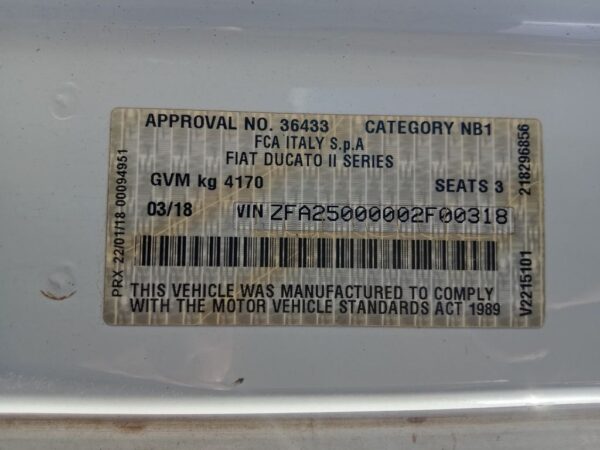 APPROVAL NO. 36433 CATEGORY NB1
FCA ITALY S.p.A
FIAT DUCATO II SERIES
GVM kg 4170 SEATS 3
03/18 VIN ZFA25000002F00318
THIS VEHICLE WAS MANUFACTURED TO COMPLY
WITH THE MOTOR VEHICLE STANDARDS ACT 1989
PRX 22/01/18 00094951
V2215101 218296856